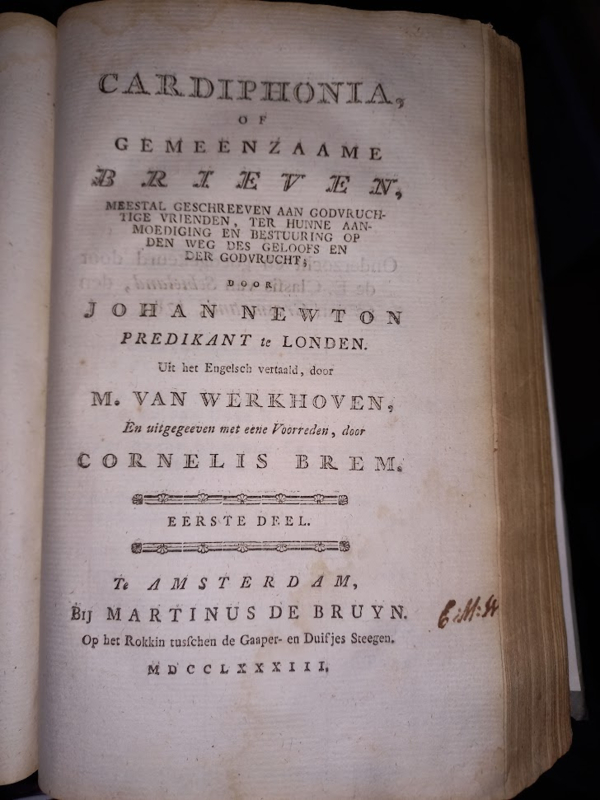 CARDIPHONIA,
OF
GEMEENZAAME
BRIEVEN,
MEESTAL GESCHREEVEN AAN GODVRUCH-
TIGE VRIENDEN, TER HUNNE AAN-
MOEDIGING EN BESTUURING OP
DEN WEG DES GELOOFS EN
DER GODVRUCHT;
DOOR
JOHAN NEWTON
PREDIKANT te LONDEN.
Uit het Engelsch vertaald, door
M. VAN WERKHOVEN,
En uitgegeeven met eene Voorreden, door
CORNELIS BREM.
EERSTE DEEL.
Te AMSTERDAM,
Bij MARTINUS DE BRUYN.
Op het Rokkin tusschen de Gaaper- en Duifjes Steegen.
MDCCLXXXIII.